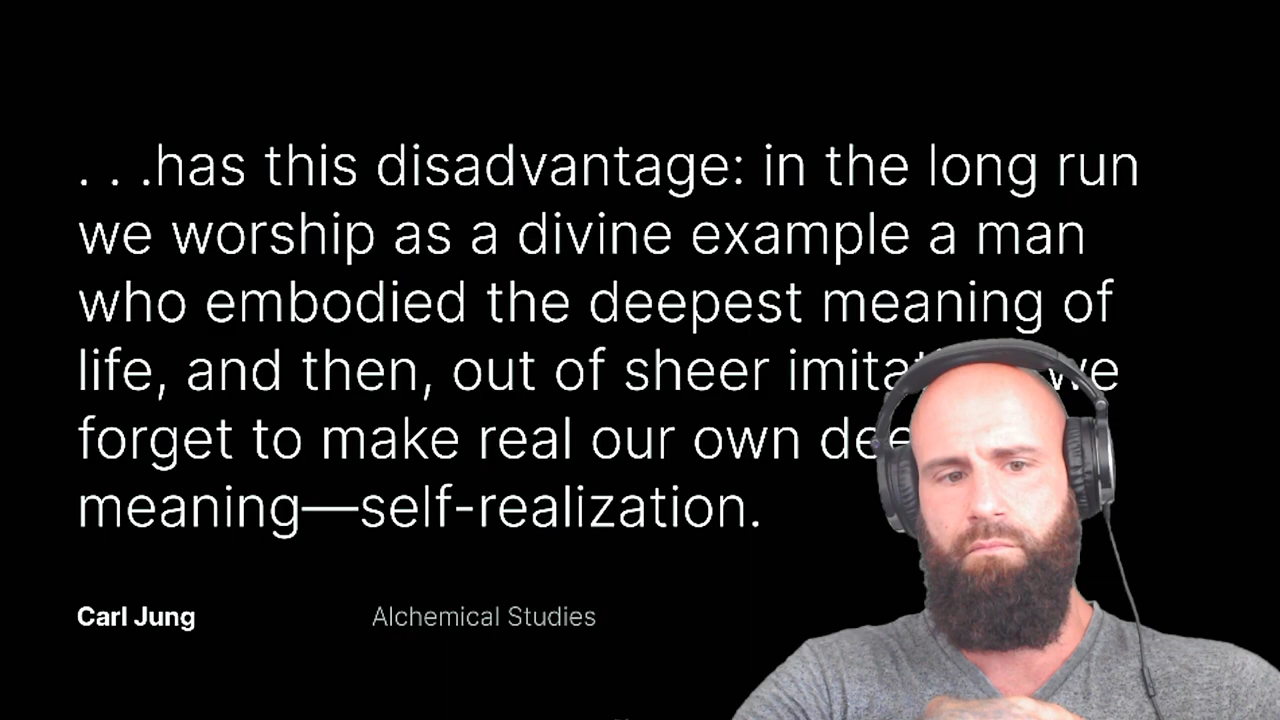 . . .has this disadvantage: in the long run
we worship as a divine example a man
who embodied the deepest meaning of
life, and then, out of sheer we
forget to make real our own
meaning—self-realization.
Carl Jung
Alchemical Studies